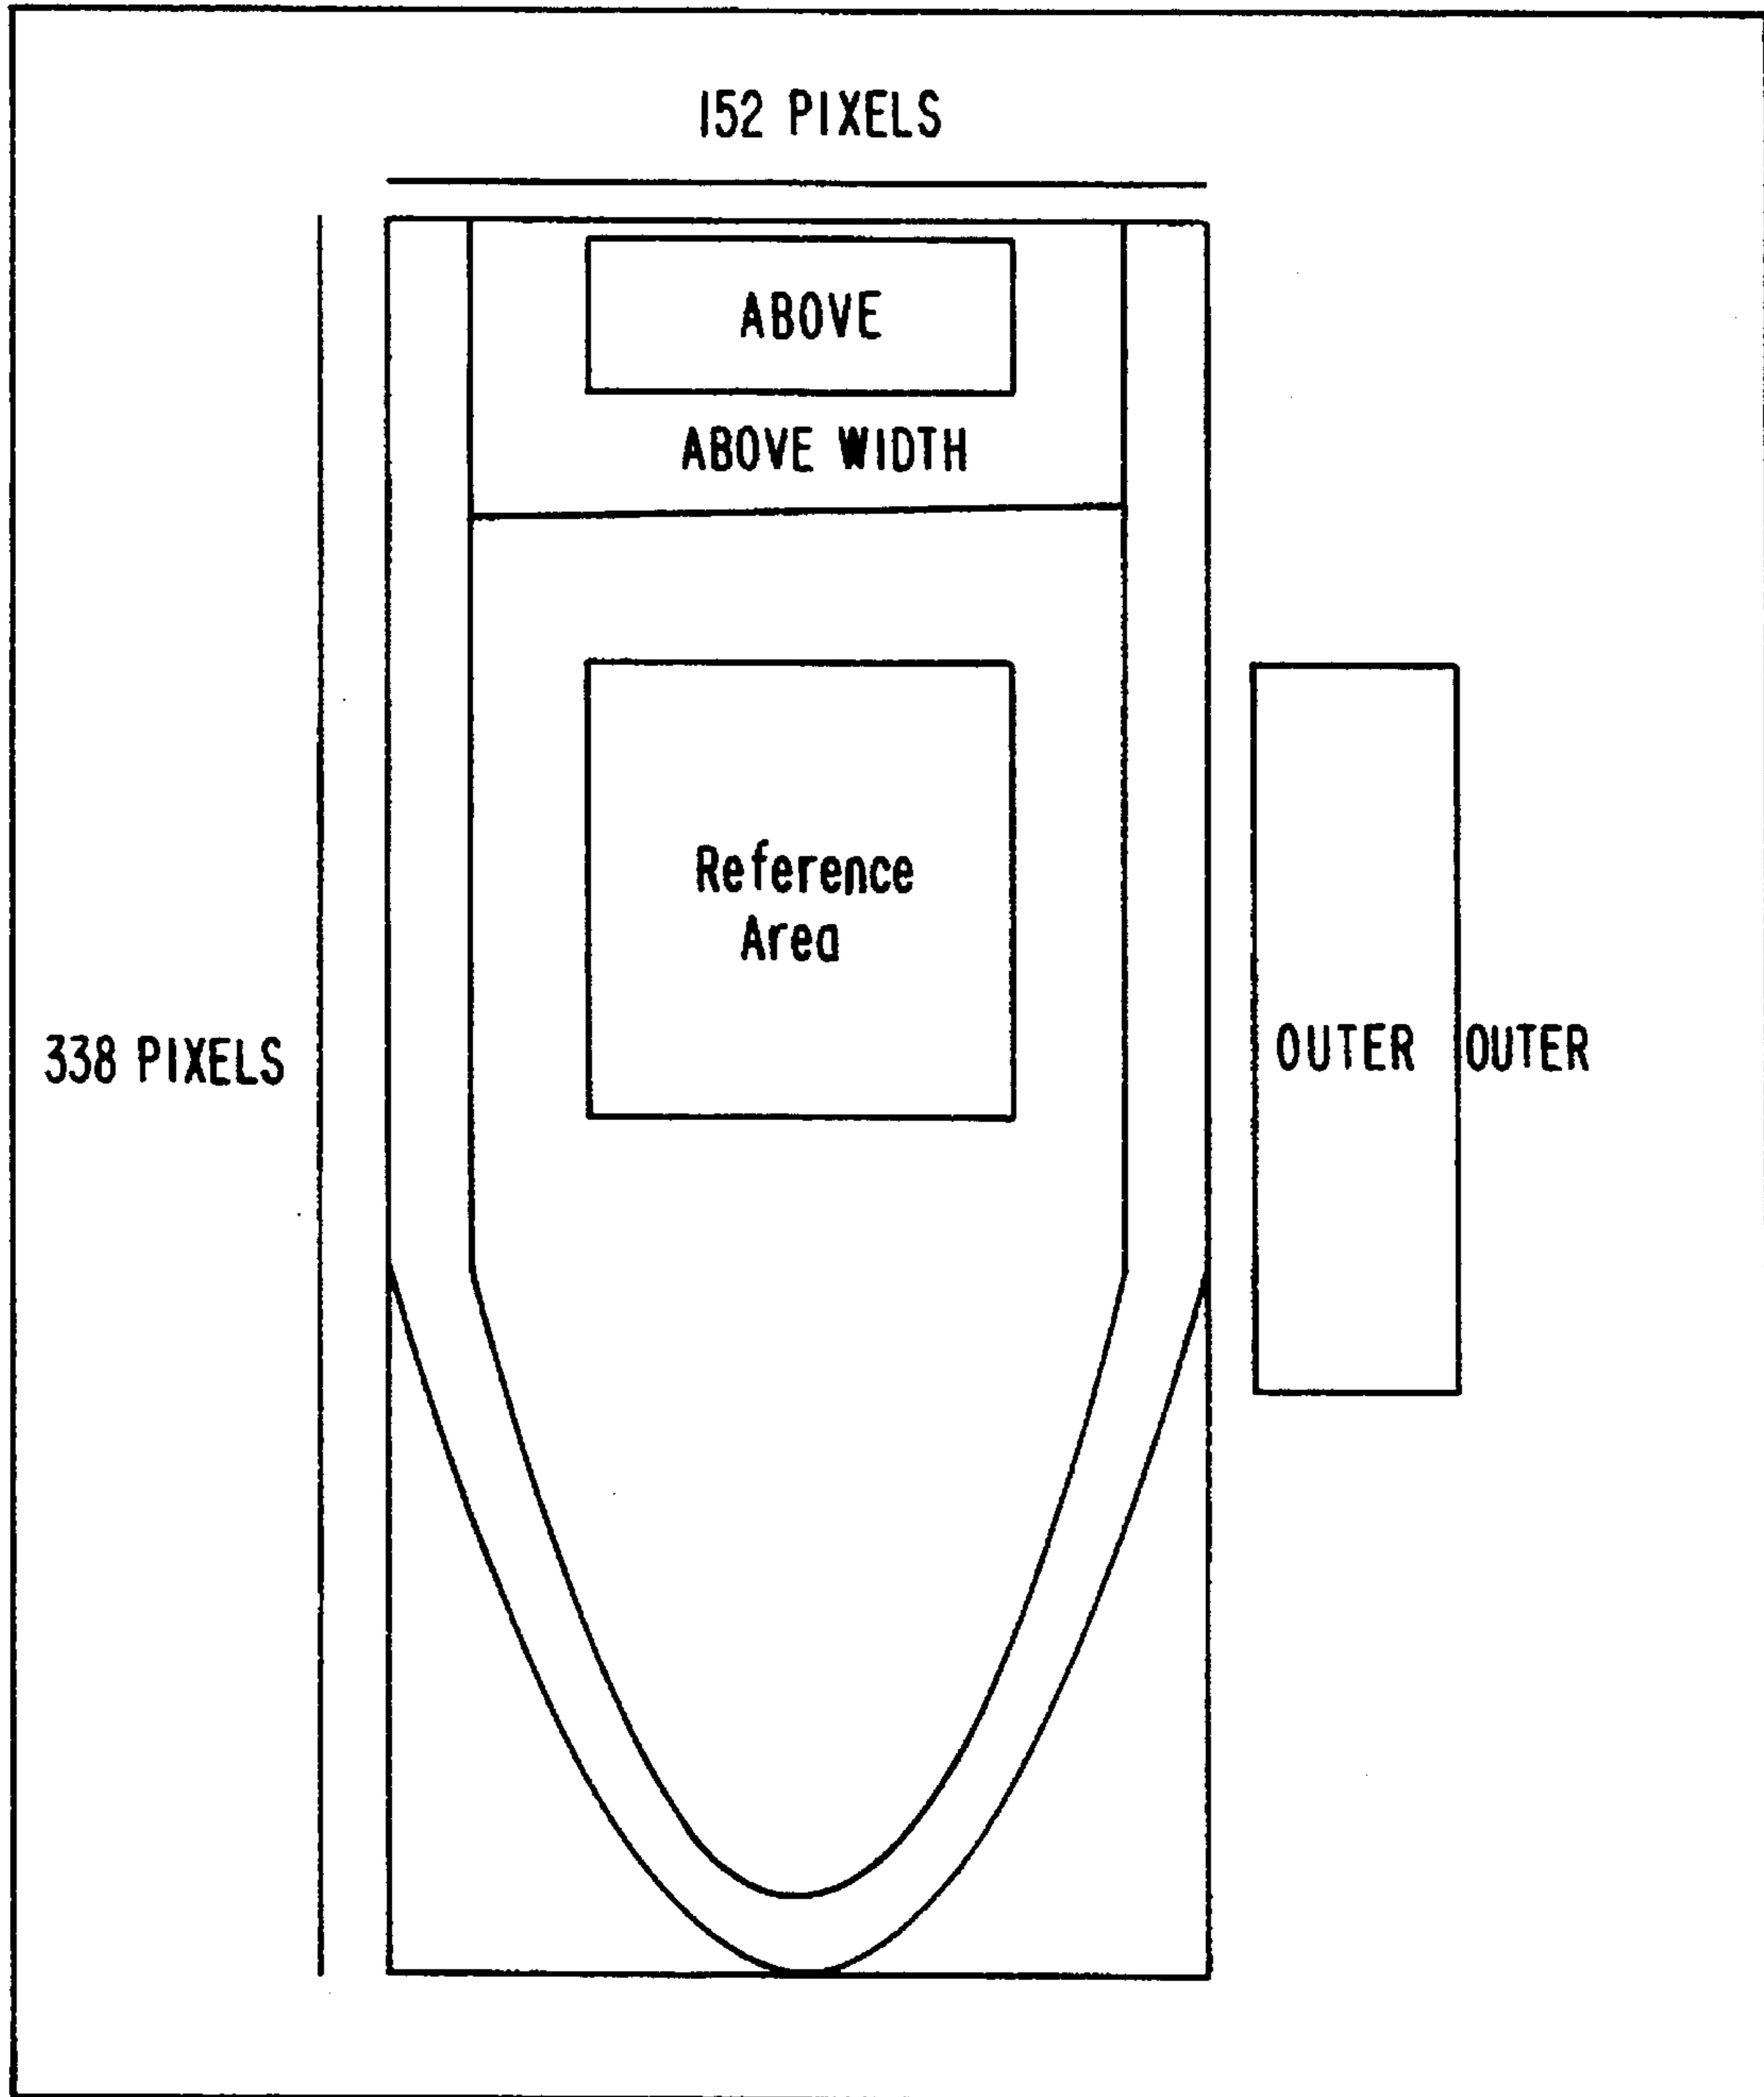 152 PIXELS
ABOVE
ABOVE WIDTH
Reference
Area
338 PIXELS
OUTER OUTER